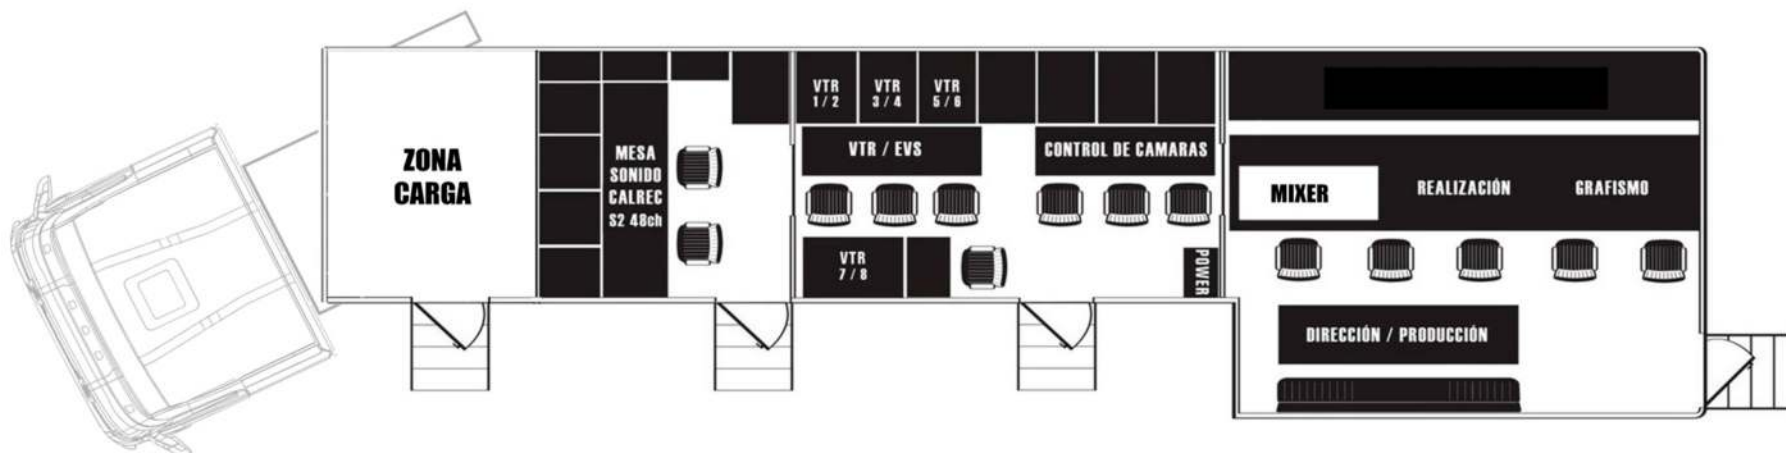 ZONA
CARGA
MESA
SONIDO
CALREC
S2 48ch
VTR
1 / 2
VTR
3 / 4
VTR
5 / 6
VTR / EVS
CONTROL DE CAMARAS
VTR
7 / 8
POWER
MIXER
REALIZACIÓN
GRAFISMO
DIRECCIÓN / PRODUCCIÓN